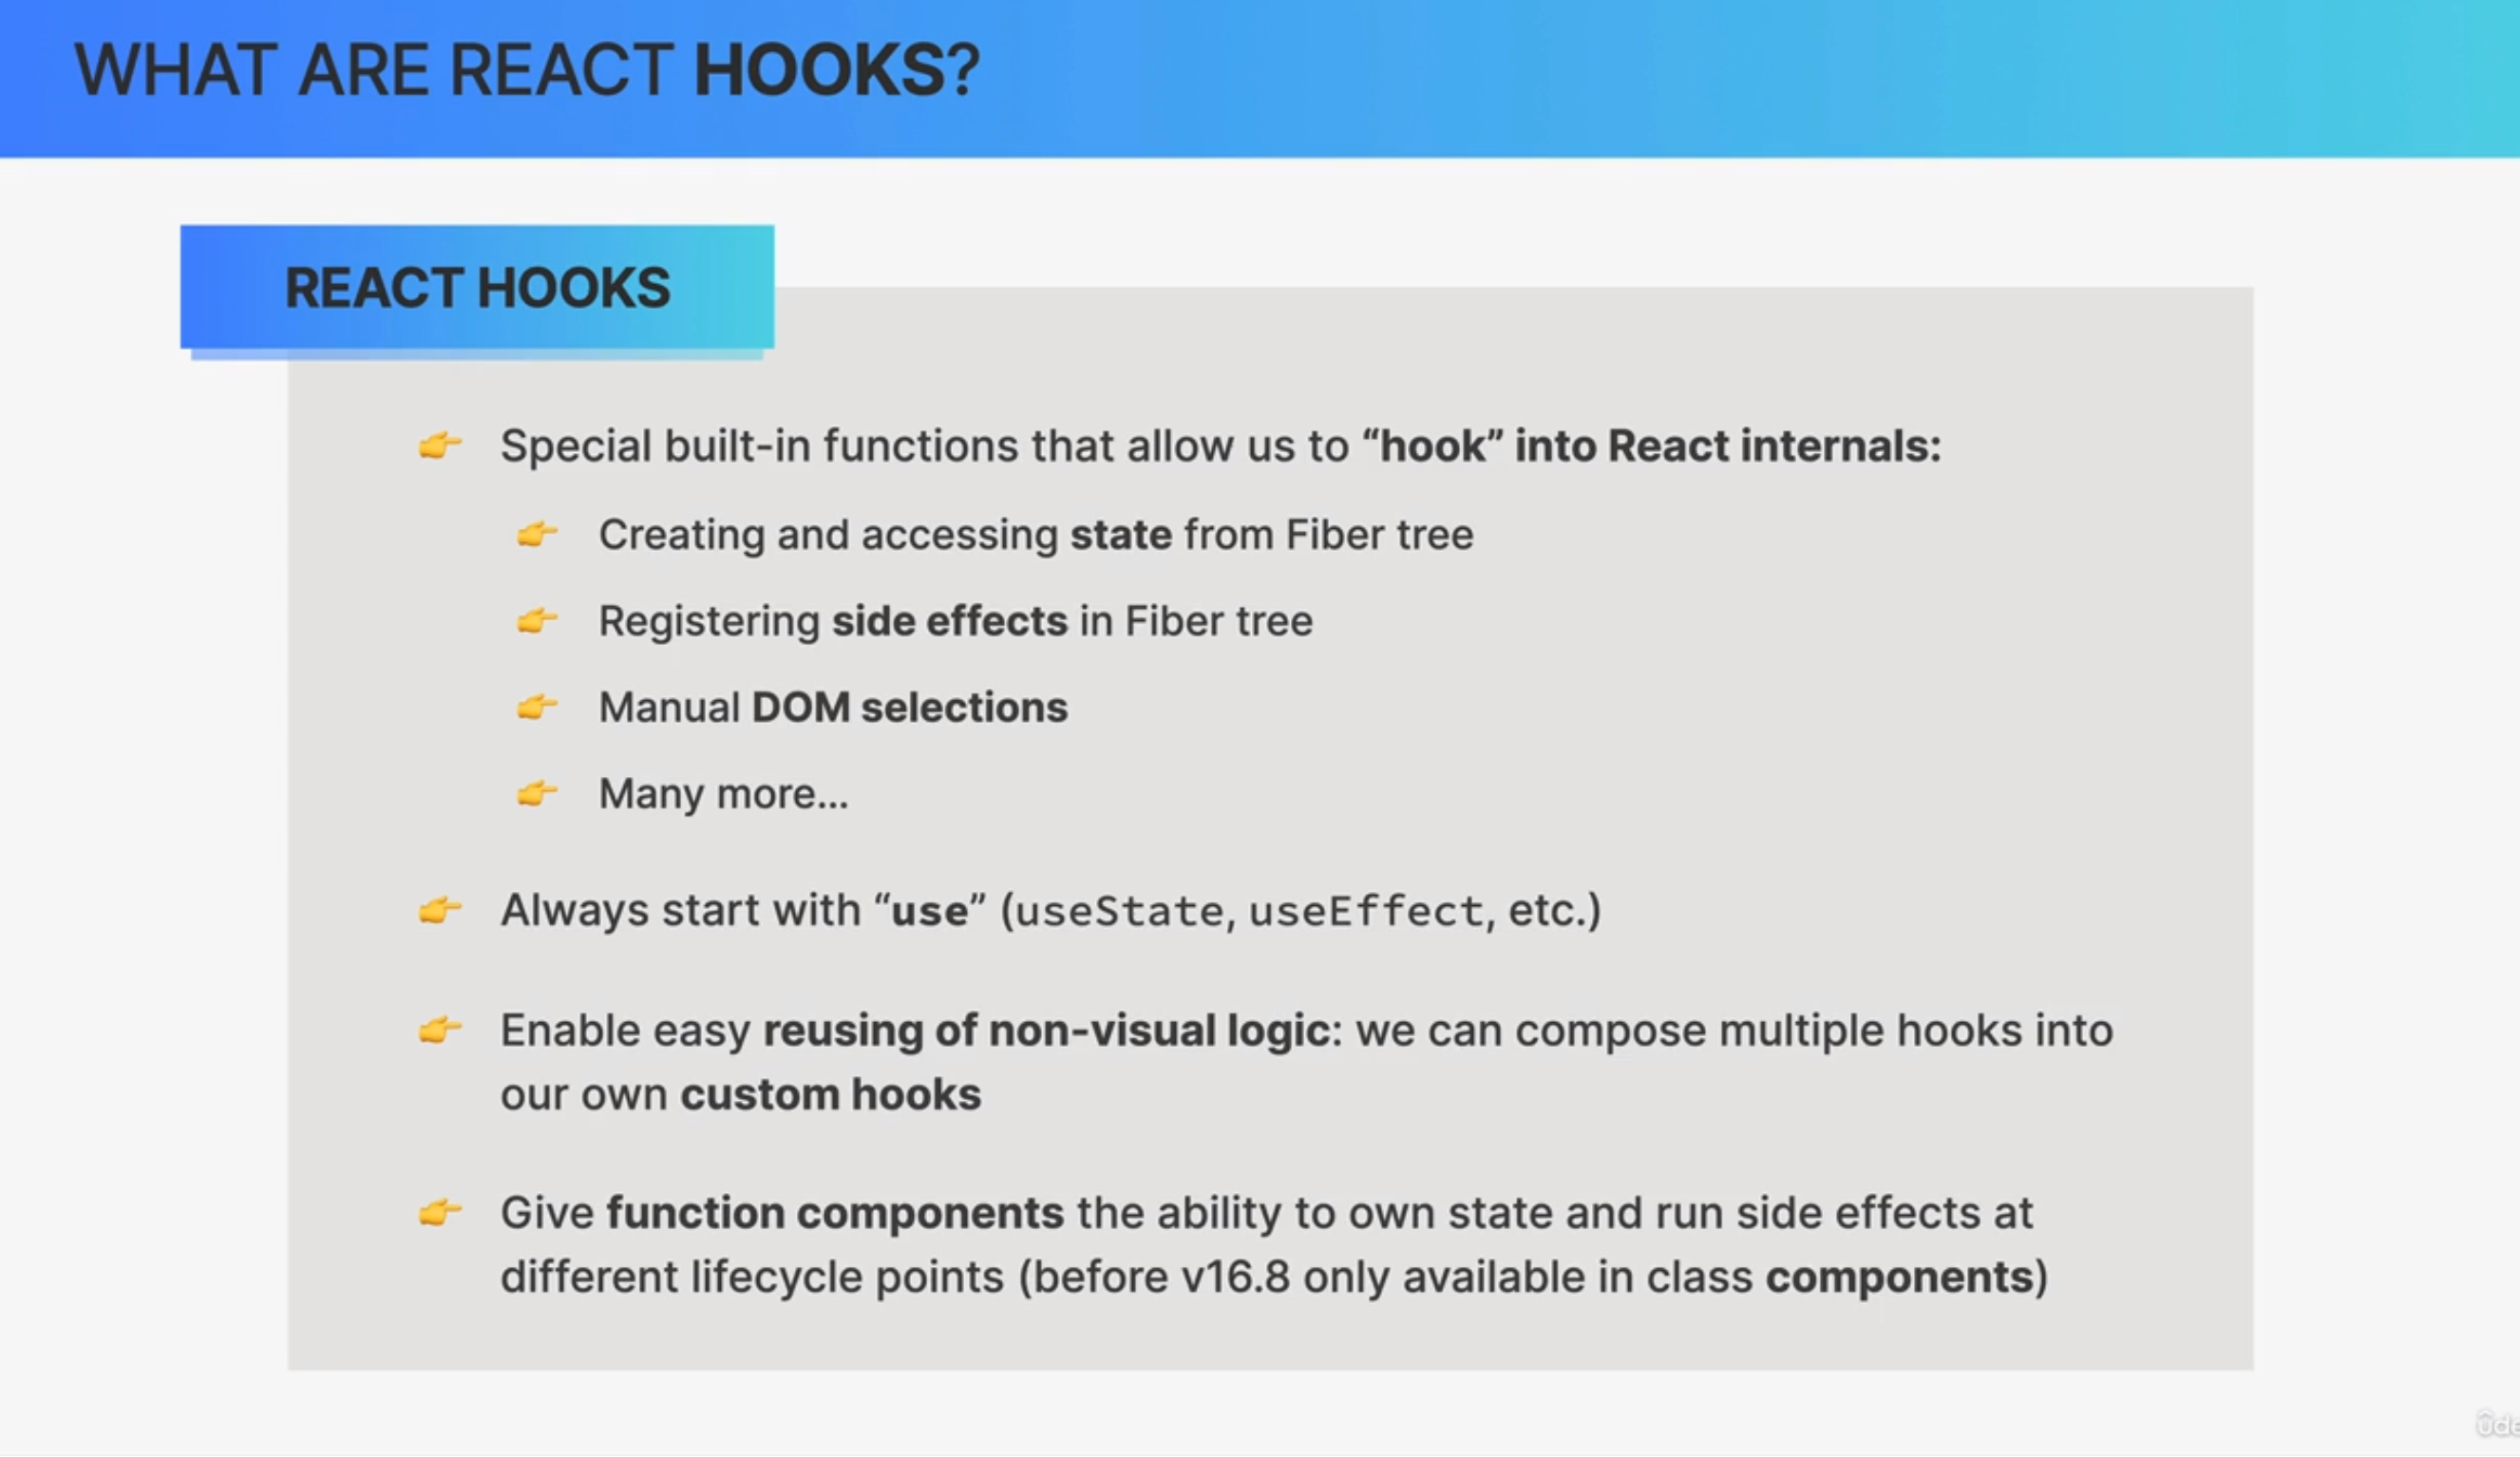 WHAT ARE REACT HOOKS?
REACT HOOKS
Special built-in functions that allow us to “hook” into React internals:
Creating and accessing state from Fiber tree
Registering side effects in Fiber tree
Manual DOM selections
Many more...
Always start with “use” (useState, useEffect, etc.)
Enable easy reusing of non-visual logic: we can compose multiple hooks into
our own custom hooks
Give function components the ability to own state and run side effects at
different lifecycle points (before v16.8 only available in class components)